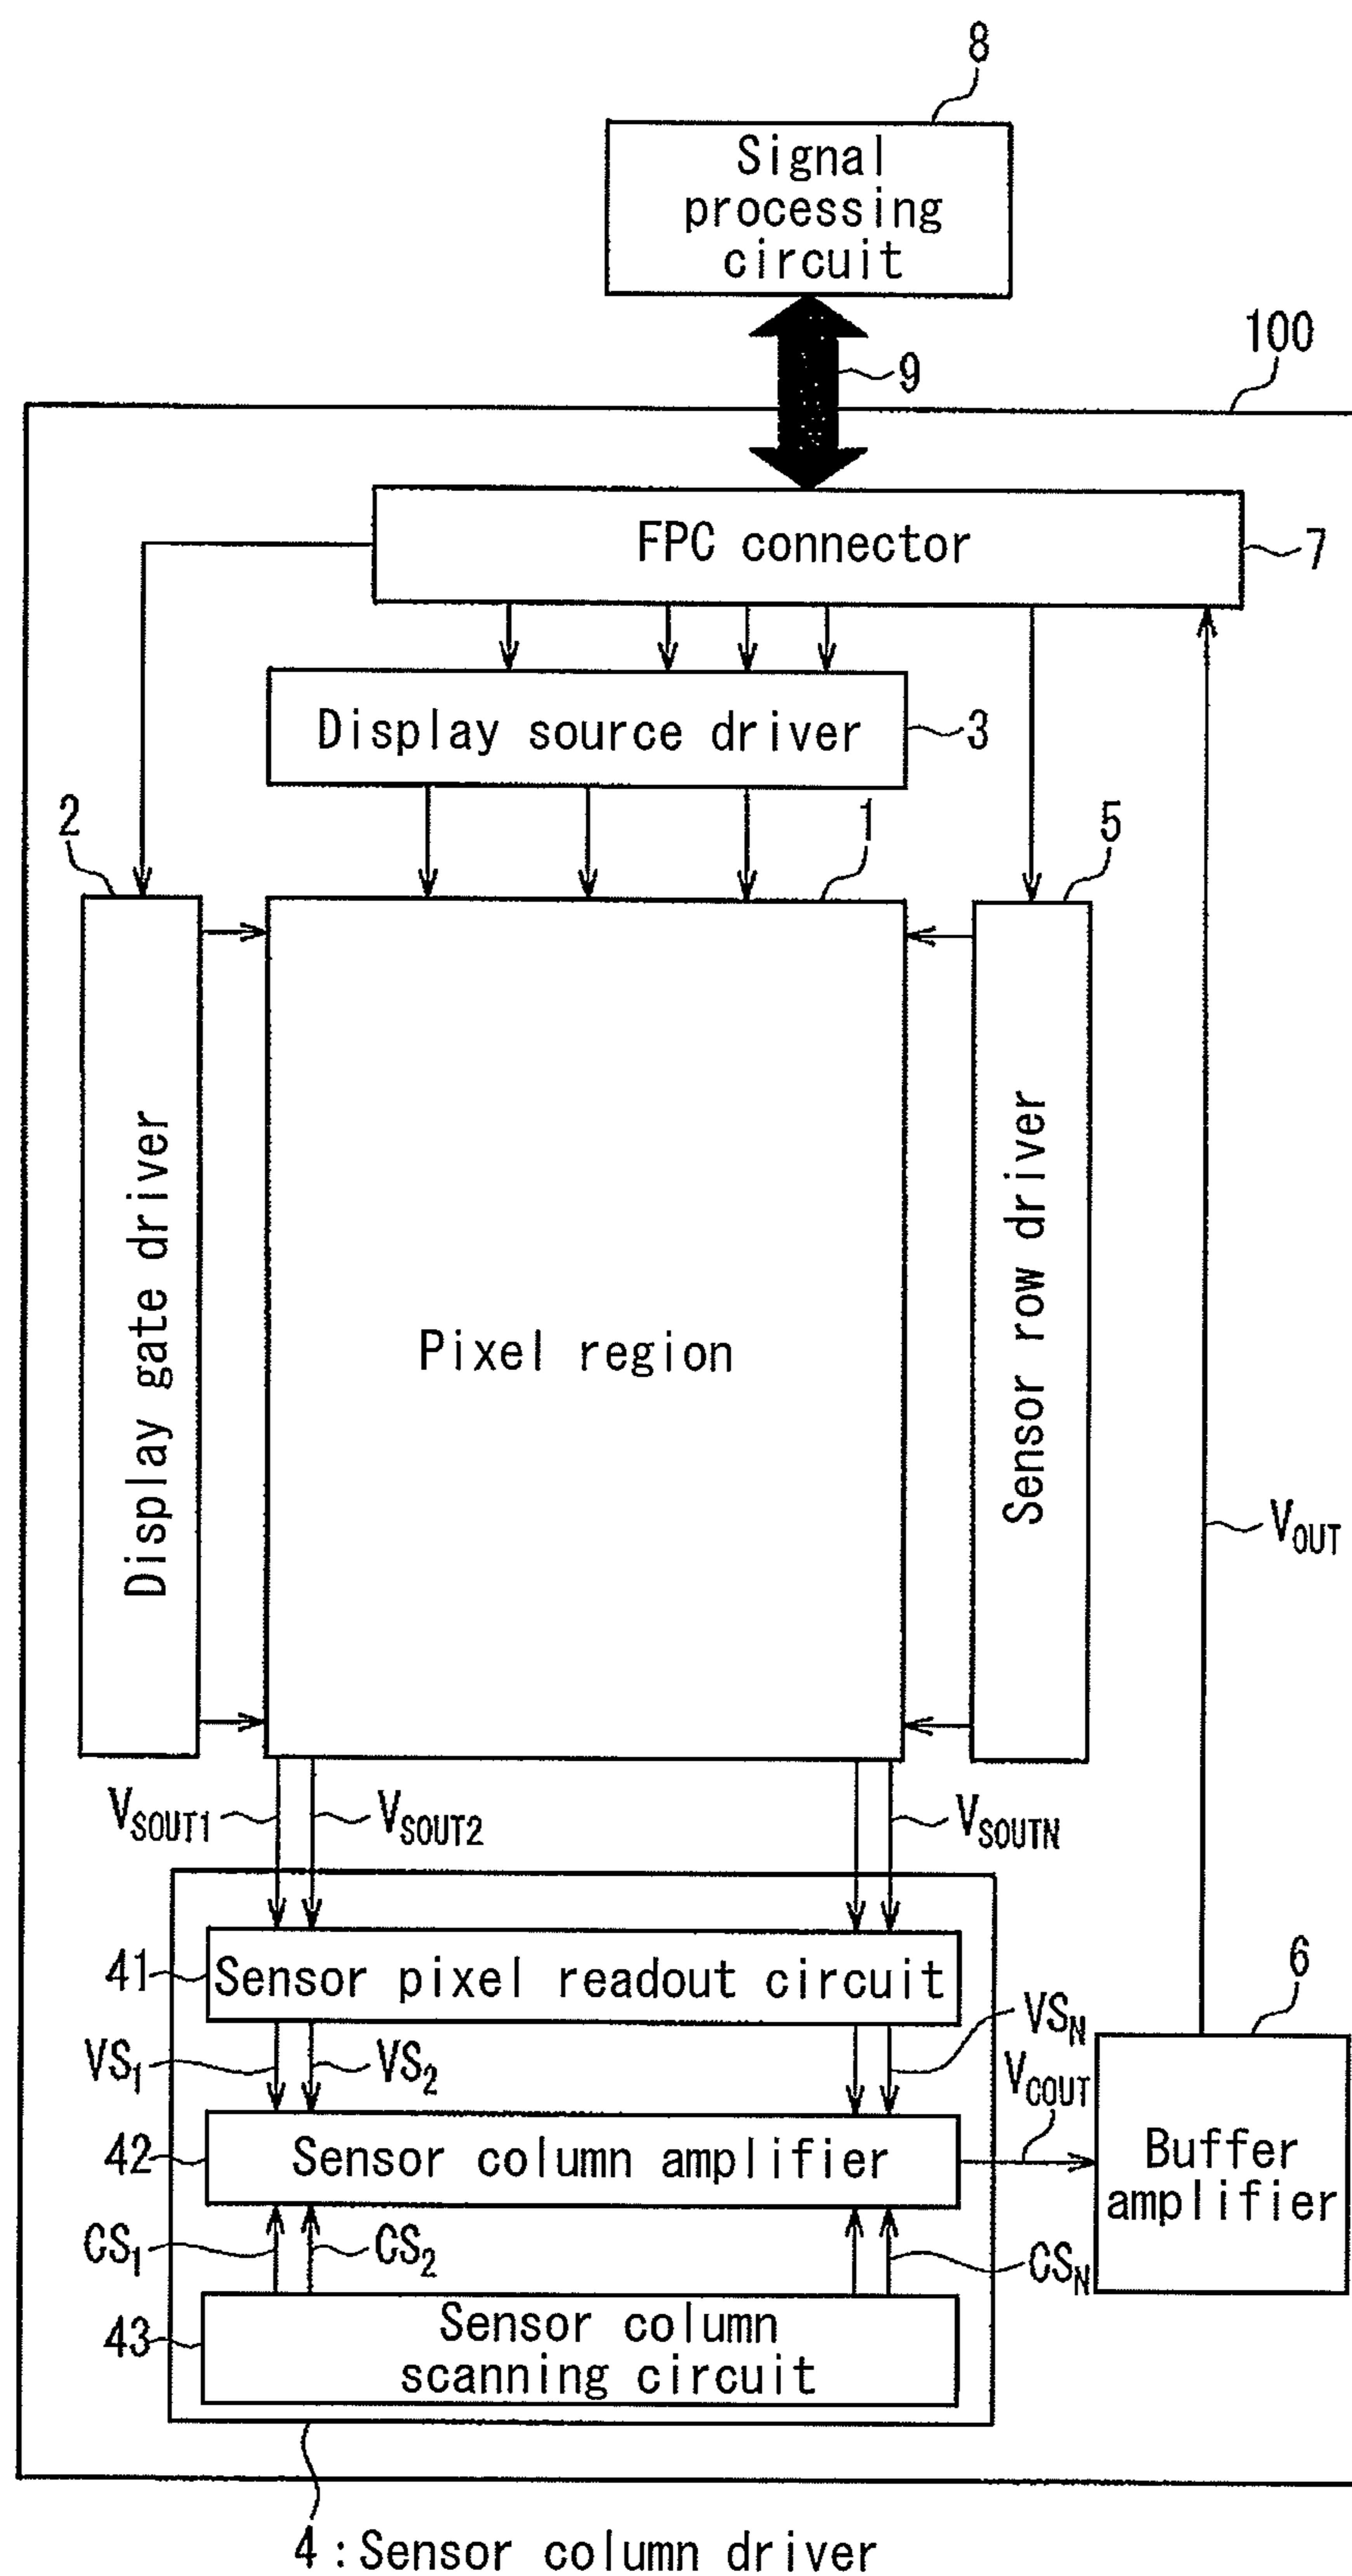 8
Signal
processing
circuit
100
9
FPC connector
7
Display source driver
3
2
1
5
Display gate driver
Pixel region
Sensor row driver
V_OUT
V_SOUT1
V_SOUT2
V_SOUTN
41
Sensor pixel readout circuit
6
VS_1
VS_2
VS_N
V_COUT
42
Sensor column amplifier
Buffer
amplifier
CS_1
CS_2
CS_N
43
Sensor column
scanning circuit
4 : Sensor column driver